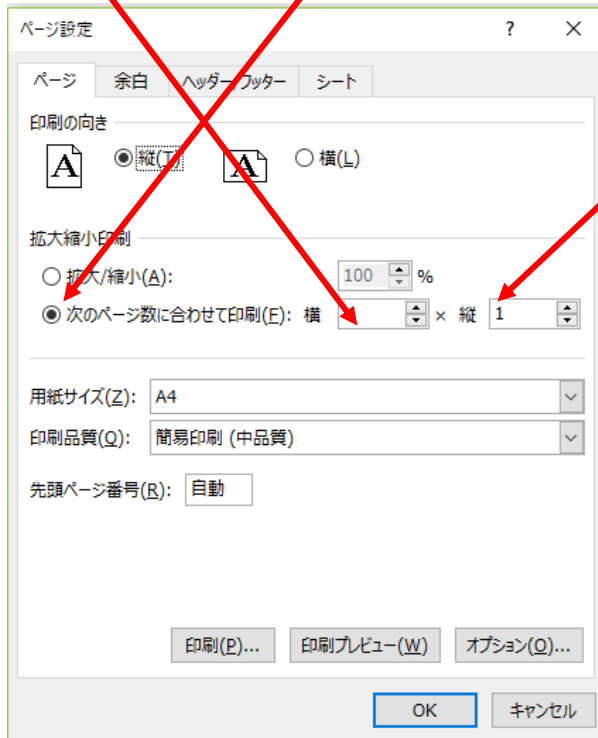 ページ設定 ? ×
ページ 余白 ヘッダー/フッター シート
印刷の向き
A 縦(T) A 横(L)
拡大縮小印刷
拡大/縮小(A): 100 %
次のページ数に合わせて印刷(F): 横 × 縦 1
用紙サイズ(Z): A4
印刷品質(Q): 簡易印刷 (中品質)
先頭ページ番号(R): 自動
印刷(P)... 印刷プレビュー(W) オプション(O)...
OK キャンセル